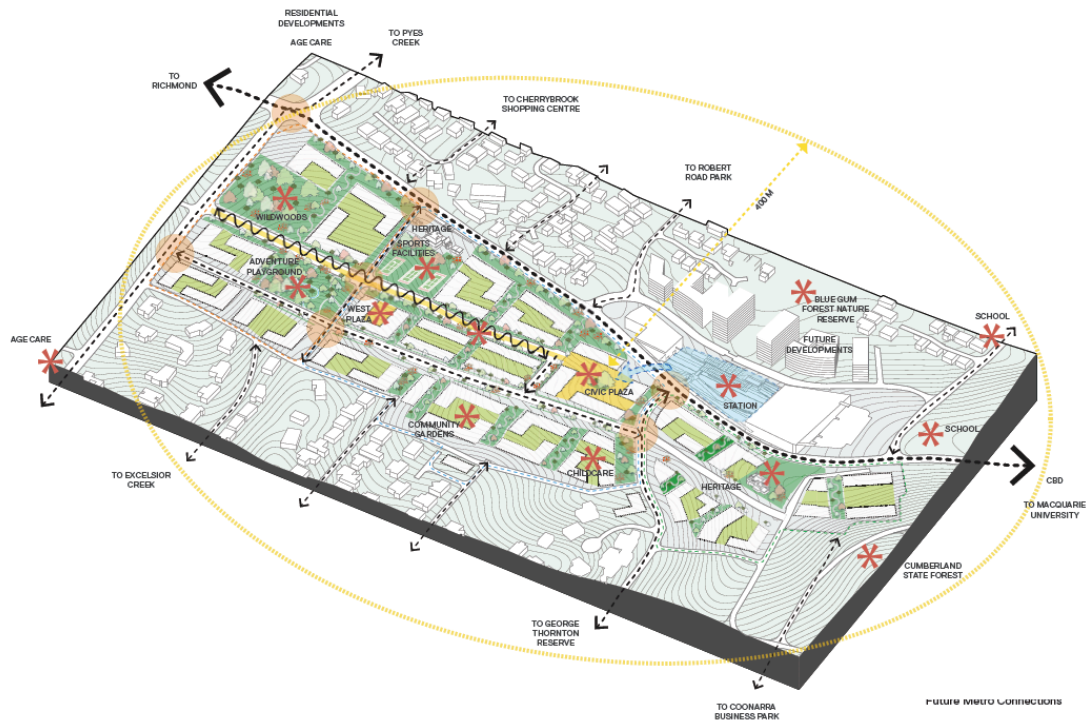 RESIDENTIAL
DEVELOPMENTS
AGE CARE
TO PYES
CREEK
TO
RICHMOND
TO CHERRYBROOK
SHOPPING CENTRE
TO ROBERT
ROAD PARK
400 M
WILDWOODS
HERITAGE
SPORTS
FACILITIES
ADVENTURE
PLAYGROUND
WEST
PLAZA
BLUE GUM
FOREST NATURE
RESERVE
FUTURE
DEVELOPMENTS
SCHOOL
AGE CARE
CIVIC PLAZA
STATION
COMMUNITY
GARDENS
SCHOOL
CHILDCARE
HERITAGE
TO EXCELSIOR
CREEK
CBD
TO MACQUARIE
UNIVERSITY
CUMBERLAND
STATE FOREST
TO GEORGE
THORNTON
RESERVE
TO COONARRA
BUSINESS PARK
Future Metro Connections